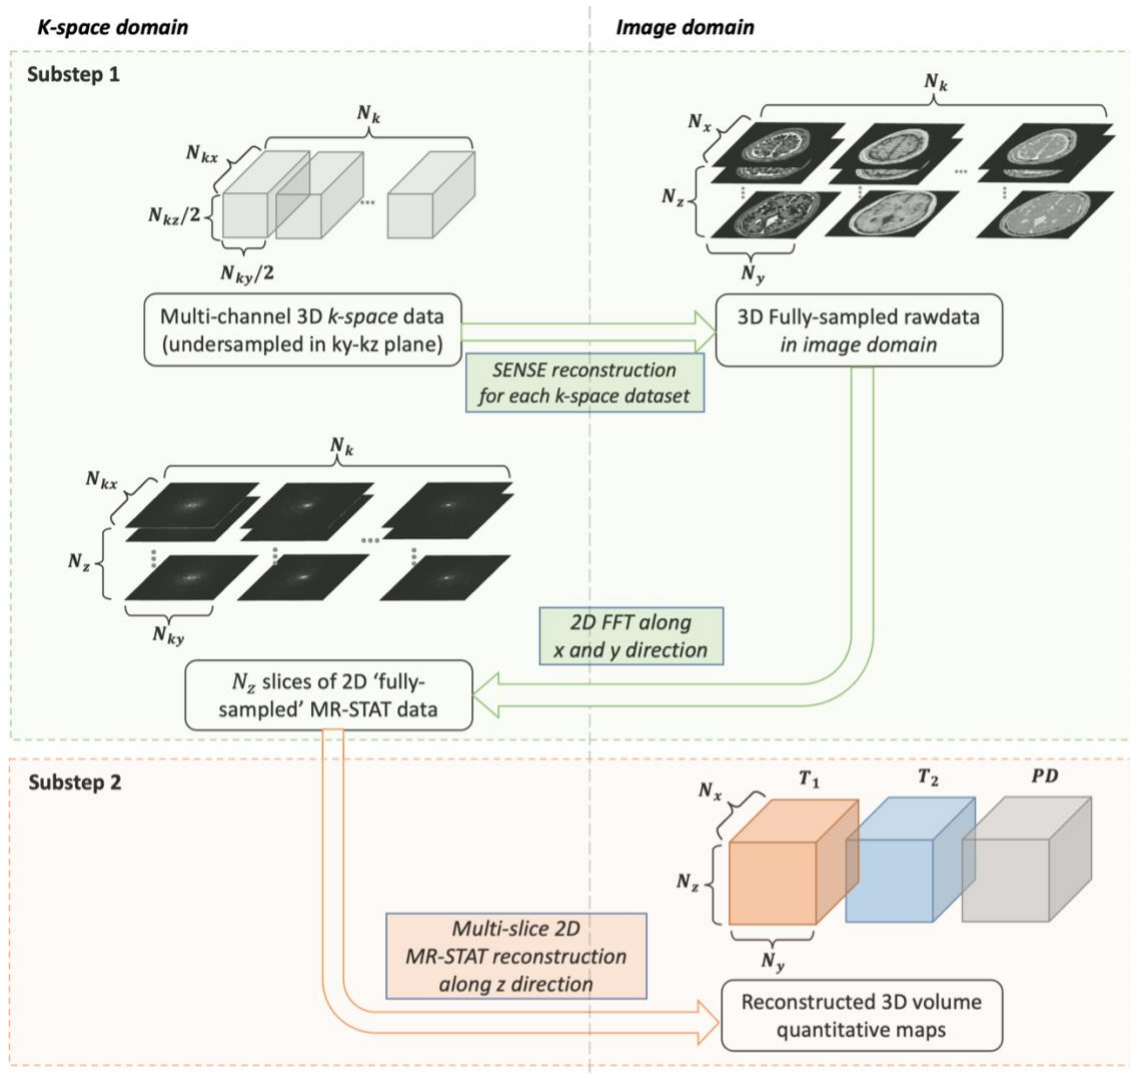 K-space domain
Image domain
Substep 1
N_k
N_kx
N_kz/2
N_ky/2
Multi-channel 3D k-space data
(undersampled in ky-kz plane)
N_k
N_x
N_z
N_y
3D Fully-sampled rawdata
in image domain
SENSE reconstruction
for each k-space dataset
N_k
N_kx
N_z
N_ky
2D FFT along
x and y direction
N_z slices of 2D ‘fully-
sampled’ MR-STAT data
Substep 2
T_1
T_2
PD
N_x
N_z
N_y
Multi-slice 2D
MR-STAT reconstruction
along z direction
Reconstructed 3D volume
quantitative maps